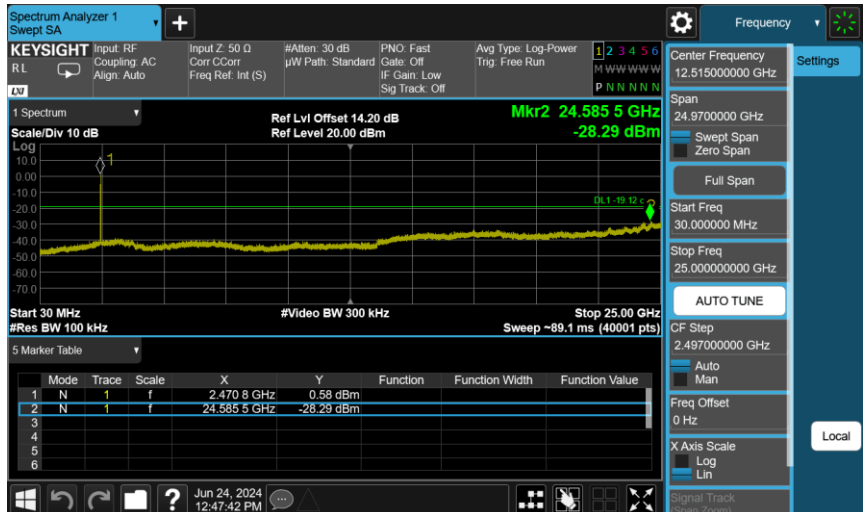 Spectrum Analyzer 1
Swept SA
+
Frequency
KEYSIGHT
RL
LXI
Input: RF
Coupling: AC
Align: Auto
Input Z: 50 Ω
Corr CCorr
Freq Ref: Int (S)
#Atten: 30 dB
µW Path: Standard
PNO: Fast
Gate: Off
IF Gain: Low
Sig Track: Off
Avg Type: Log-Power
Trig: Free Run
1 2 3 4 5 6
M W W W W W
P N N N N N
1 Spectrum
Scale/Div 10 dB
Ref Lvl Offset 14.20 dB
Ref Level 20.00 dBm
Mkr2 24.585 5 GHz
-28.29 dBm
Log
10.0
0.00
-10.0
-20.0
-30.0
-40.0
-50.0
-60.0
-70.0
1
DL1 -19.12 c
2
Start 30 MHz
#Res BW 100 kHz
#Video BW 300 kHz
Stop 25.00 GHz
Sweep ~89.1 ms (40001 pts)
5 Marker Table
Mode Trace Scale X Y Function Function Width Function Value
1 N 1 f 2.470 8 GHz 0.58 dBm
2 N 1 f 24.585 5 GHz -28.29 dBm
3
4
5
6
?
Jun 24, 2024
12:47:42 PM
Center Frequency
12.515000000 GHz
Span
24.9700000 GHz
Swept Span
Zero Span
Full Span
Start Freq
30.000000 MHz
Stop Freq
25.000000000 GHz
AUTO TUNE
CF Step
2.497000000 GHz
Auto
Man
Freq Offset
0 Hz
X Axis Scale
Log
Lin
Signal Track
(Span Zoom)
Settings
Local